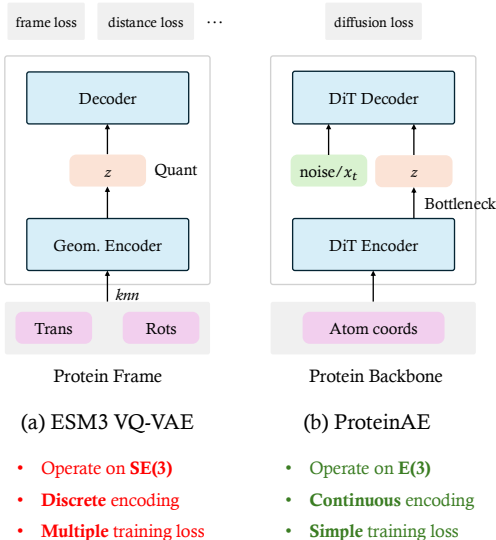 frame loss
distance loss
...
Decoder
z
Quant
Geom. Encoder
knn
Trans
Rots
Protein Frame
(a) ESM3 VQ-VAE
• Operate on SE(3)
• Discrete encoding
• Multiple training loss
diffusion loss
DiT Decoder
noise/xₜ
z
Bottleneck
DiT Encoder
Atom coords
Protein Backbone
(b) ProteinAE
• Operate on E(3)
• Continuous encoding
• Simple training loss